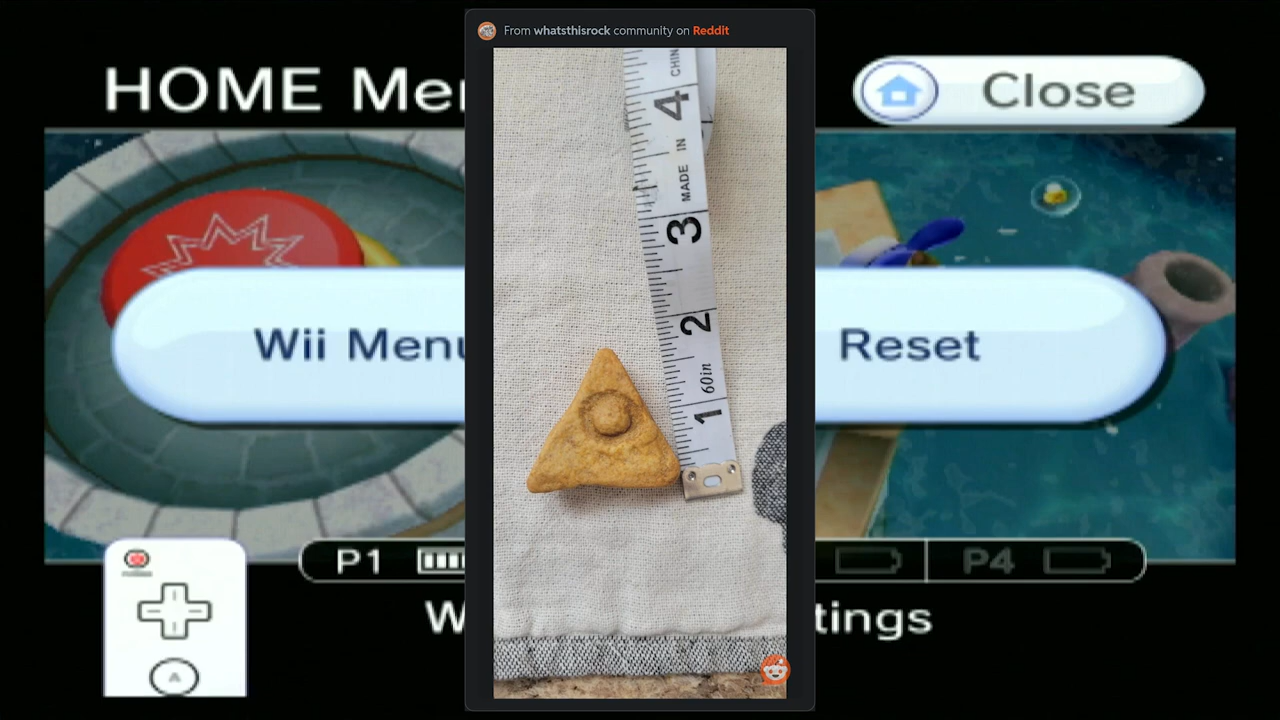 From whatsthisrock community on Reddit
HOME Me
Close
CHIN
4
MADE IN
3
2
60in
1
Wii Menu
Reset
P1
P4
W
tings
A